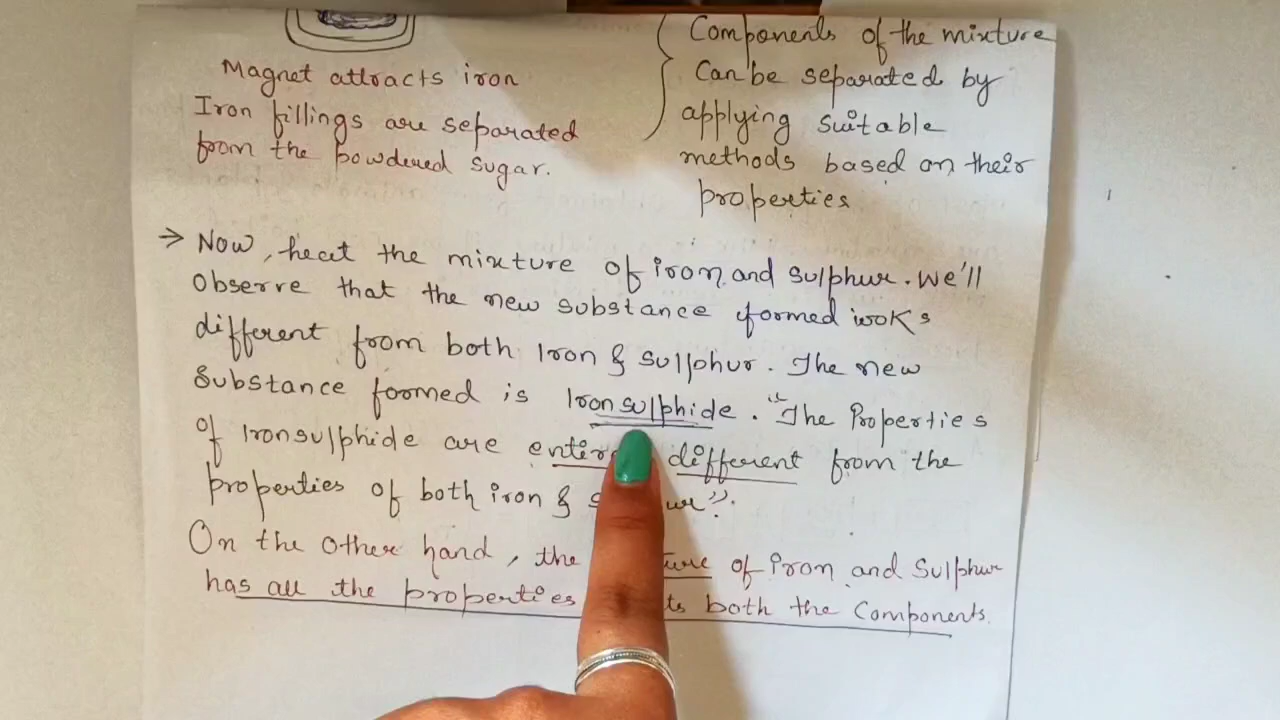 Magnet attracts iron
Iron fillings are separated
from the powdered sugar.
Components of the mixture
Can be separated by
applying suitable
methods based on their
properties
→ Now, heat the mixture of iron and sulphur. We'll
observe that the new substance formed looks
different from both Iron & sulphur. The new
Substance formed is Iron sulphide. "The Properties
of Iron sulphide are different from the
properties of both iron &
On the other hand, the of iron and Sulphur
has all the properties both the Components.